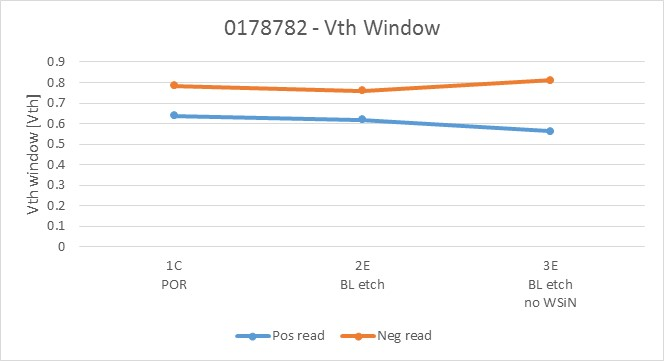 0178782 - Vth Window
Vth window [Vth]
0.9
0.8
0.7
0.6
0.5
0.4
0.3
0.2
0.1
0
1C
POR
2E
BL etch
3E
BL etch
no WSiN
Pos read
Neg read